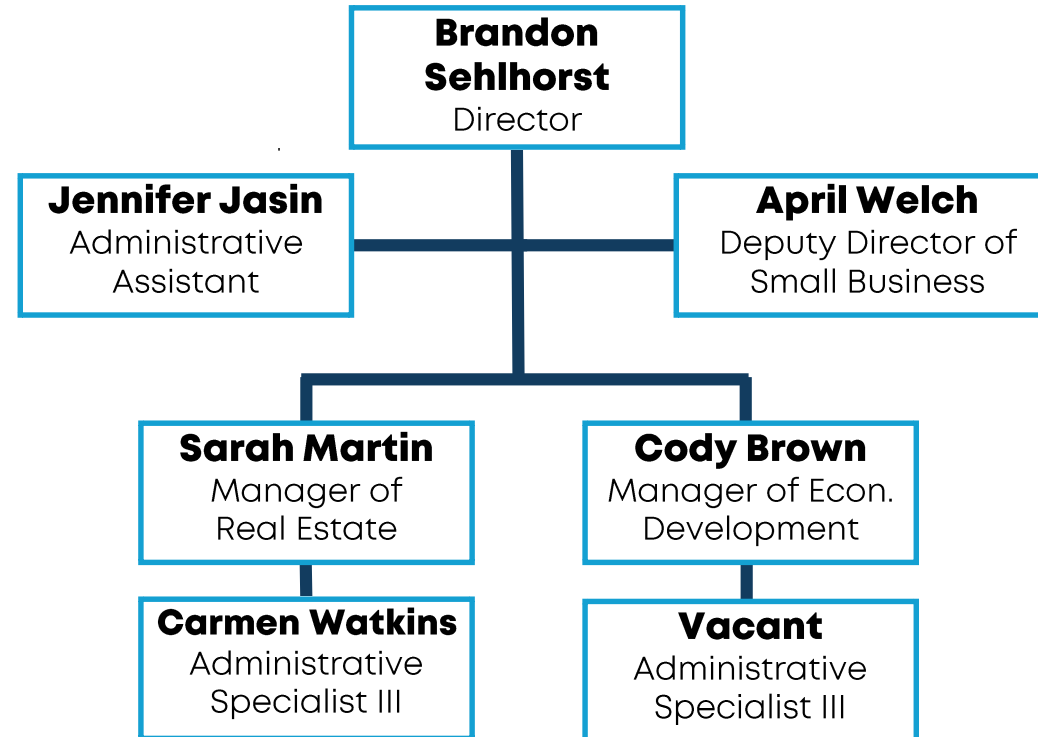 Brandon
Sehlhorst
Director
Jennifer Jasin
Administrative
Assistant
April Welch
Deputy Director of
Small Business
Sarah Martin
Manager of
Real Estate
Cody Brown
Manager of Econ.
Development
Carmen Watkins
Administrative
Specialist III
Vacant
Administrative
Specialist III